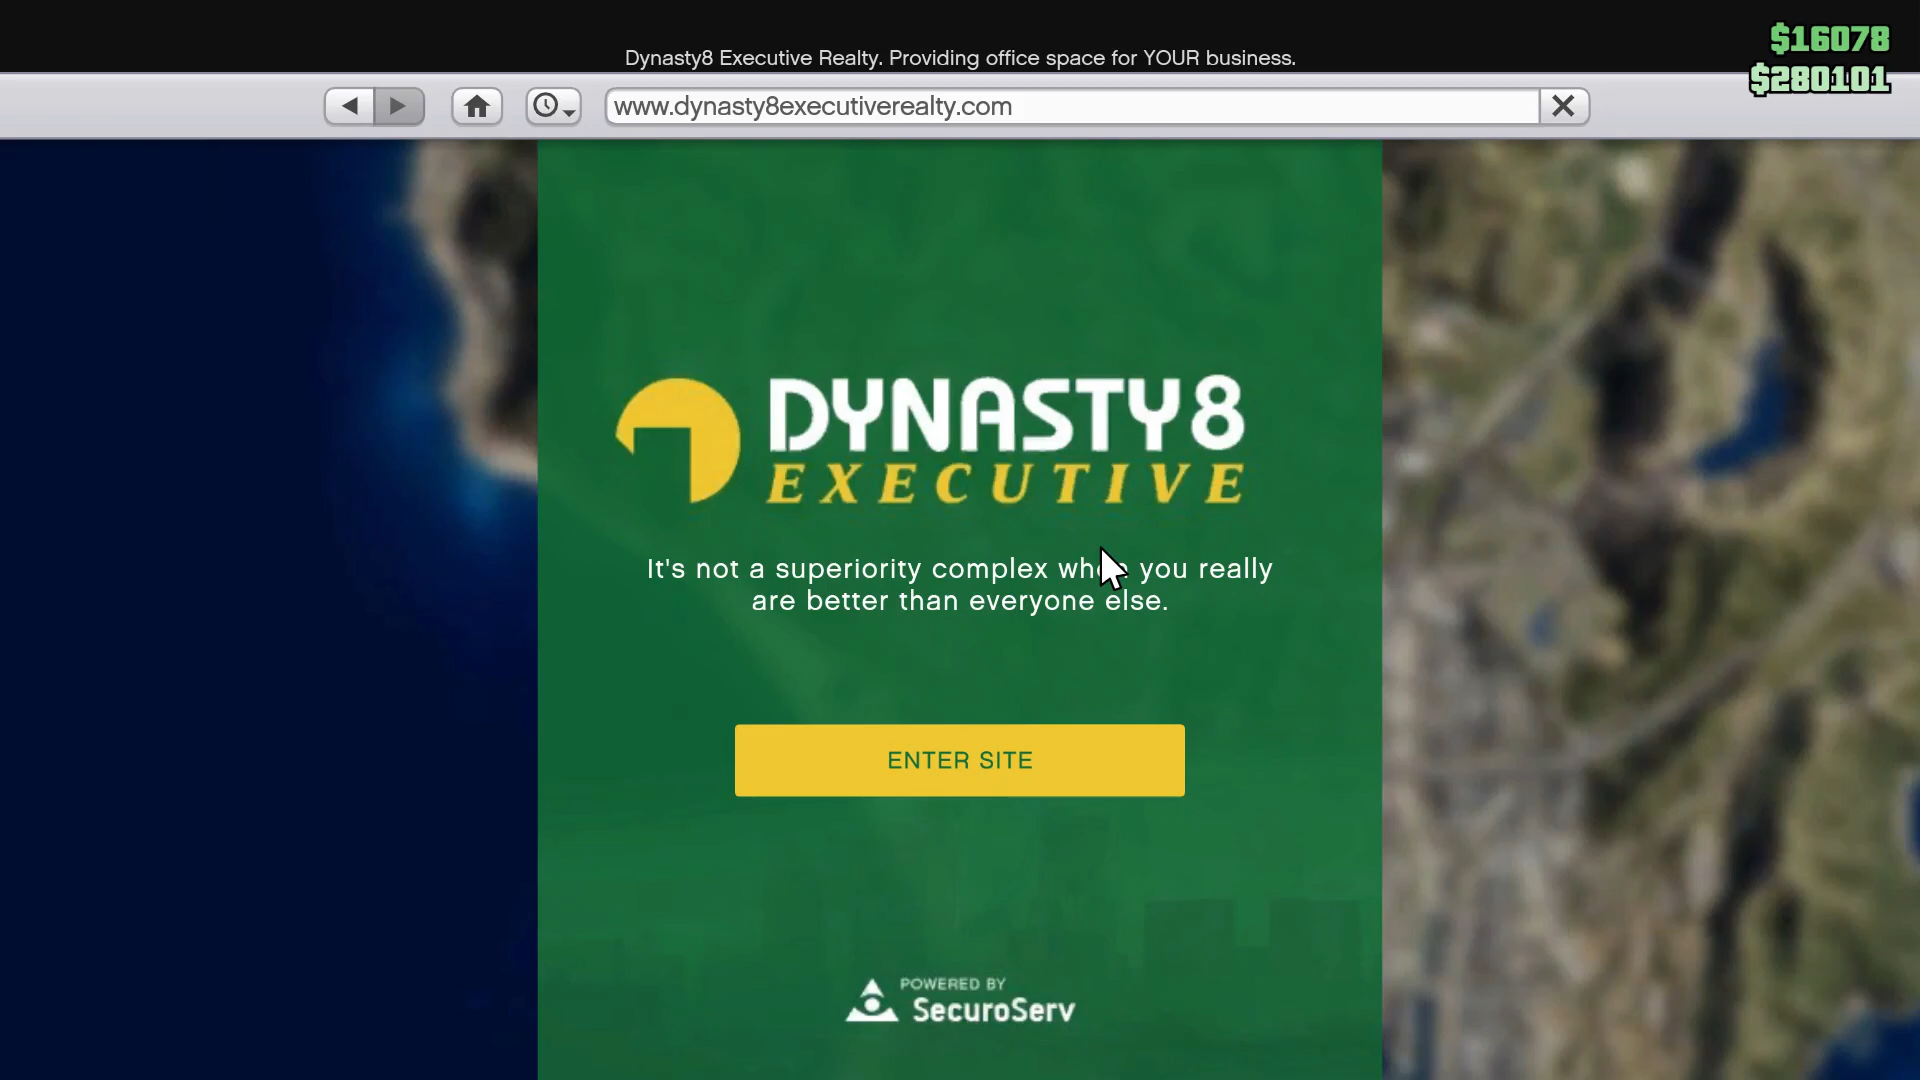 $16078
Dynasty8 Executive Realty. Providing office space for YOUR business.
$280101
www.dynasty8executiverealty.com
DYNASTY8
EXECUTIVE
It's not a superiority complex when you really
are better than everyone else.
ENTER SITE
POWERED BY
SecuroServ